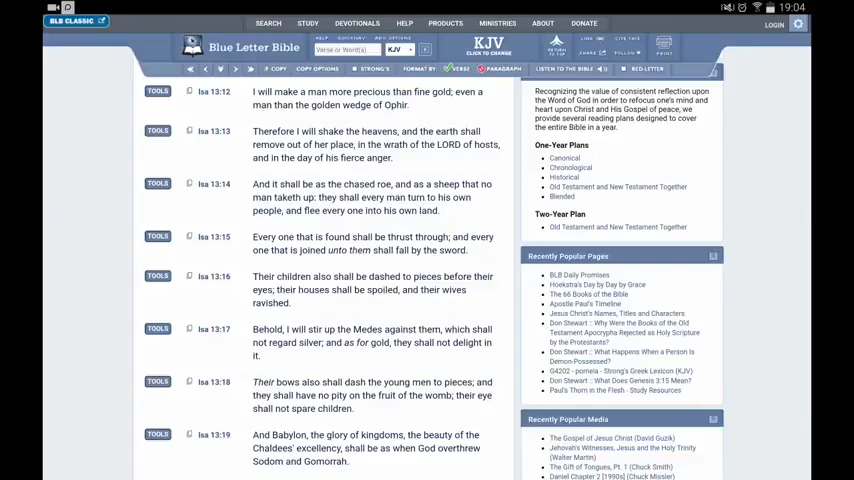 19:04
BLB CLASSIC
SEARCH STUDY DEVOTIONALS HELP PRODUCTS MINISTRIES ABOUT DONATE
LOGIN
Blue Letter Bible
HELP QUICKNAV ADV OPTIONS
Verse or Word(s) KJV
KJV
CLICK TO CHANGE
RETURN TO TOP
LINK
CITE THIS
SHARE
FOLLOW
PRINT
COPY COPY OPTIONS STRONG'S FORMAT BY VERSE PARAGRAPH LISTEN TO THE BIBLE RED-LETTER
TOOLS Isa 13:12 I will make a man more precious than fine gold; even a
man than the golden wedge of Ophir.
TOOLS Isa 13:13 Therefore I will shake the heavens, and the earth shall
remove out of her place, in the wrath of the LORD of hosts,
and in the day of his fierce anger.
TOOLS Isa 13:14 And it shall be as the chased roe, and as a sheep that no
man taketh up: they shall every man turn to his own
people, and flee every one into his own land.
TOOLS Isa 13:15 Every one that is found shall be thrust through; and every
one that is joined unto them shall fall by the sword.
TOOLS Isa 13:16 Their children also shall be dashed to pieces before their
eyes; their houses shall be spoiled, and their wives
ravished.
TOOLS Isa 13:17 Behold, I will stir up the Medes against them, which shall
not regard silver; and as for gold, they shall not delight in
it.
TOOLS Isa 13:18 Their bows also shall dash the young men to pieces; and
they shall have no pity on the fruit of the womb; their eye
shall not spare children.
TOOLS Isa 13:19 And Babylon, the glory of kingdoms, the beauty of the
Chaldees' excellency, shall be as when God overthrew
Sodom and Gomorrah.
Recognizing the value of consistent reflection upon
the Word of God in order to refocus one's mind and
heart upon Christ and His Gospel of peace, we
provide several reading plans designed to cover
the entire Bible in a year.
One-Year Plans
Canonical
Chronological
Historical
Old Testament and New Testament Together
Blended
Two-Year Plan
Old Testament and New Testament Together
Recently Popular Pages
BLB Daily Promises
Hoekstra's Day by Day by Grace
The 66 Books of the Bible
Apostle Paul's Timeline
Jesus Christ's Names, Titles and Characters
Don Stewart :: Why Were the Books of the Old
Testament Apocrypha Rejected as Holy Scripture
by the Protestants?
Don Stewart :: What Happens When a Person Is
Demon-Possessed?
G4202 - porneia - Strong's Greek Lexicon (KJV)
Don Stewart :: What Does Genesis 3:15 Mean?
Paul's Thorn in the Flesh - Study Resources
Recently Popular Media
The Gospel of Jesus Christ (David Guzik)
Jehovah's Witnesses, Jesus and the Holy Trinity
(Walter Martin)
The Gift of Tongues, Pt. 1 (Chuck Smith)
Daniel Chapter 2 [1990s] (Chuck Missler)